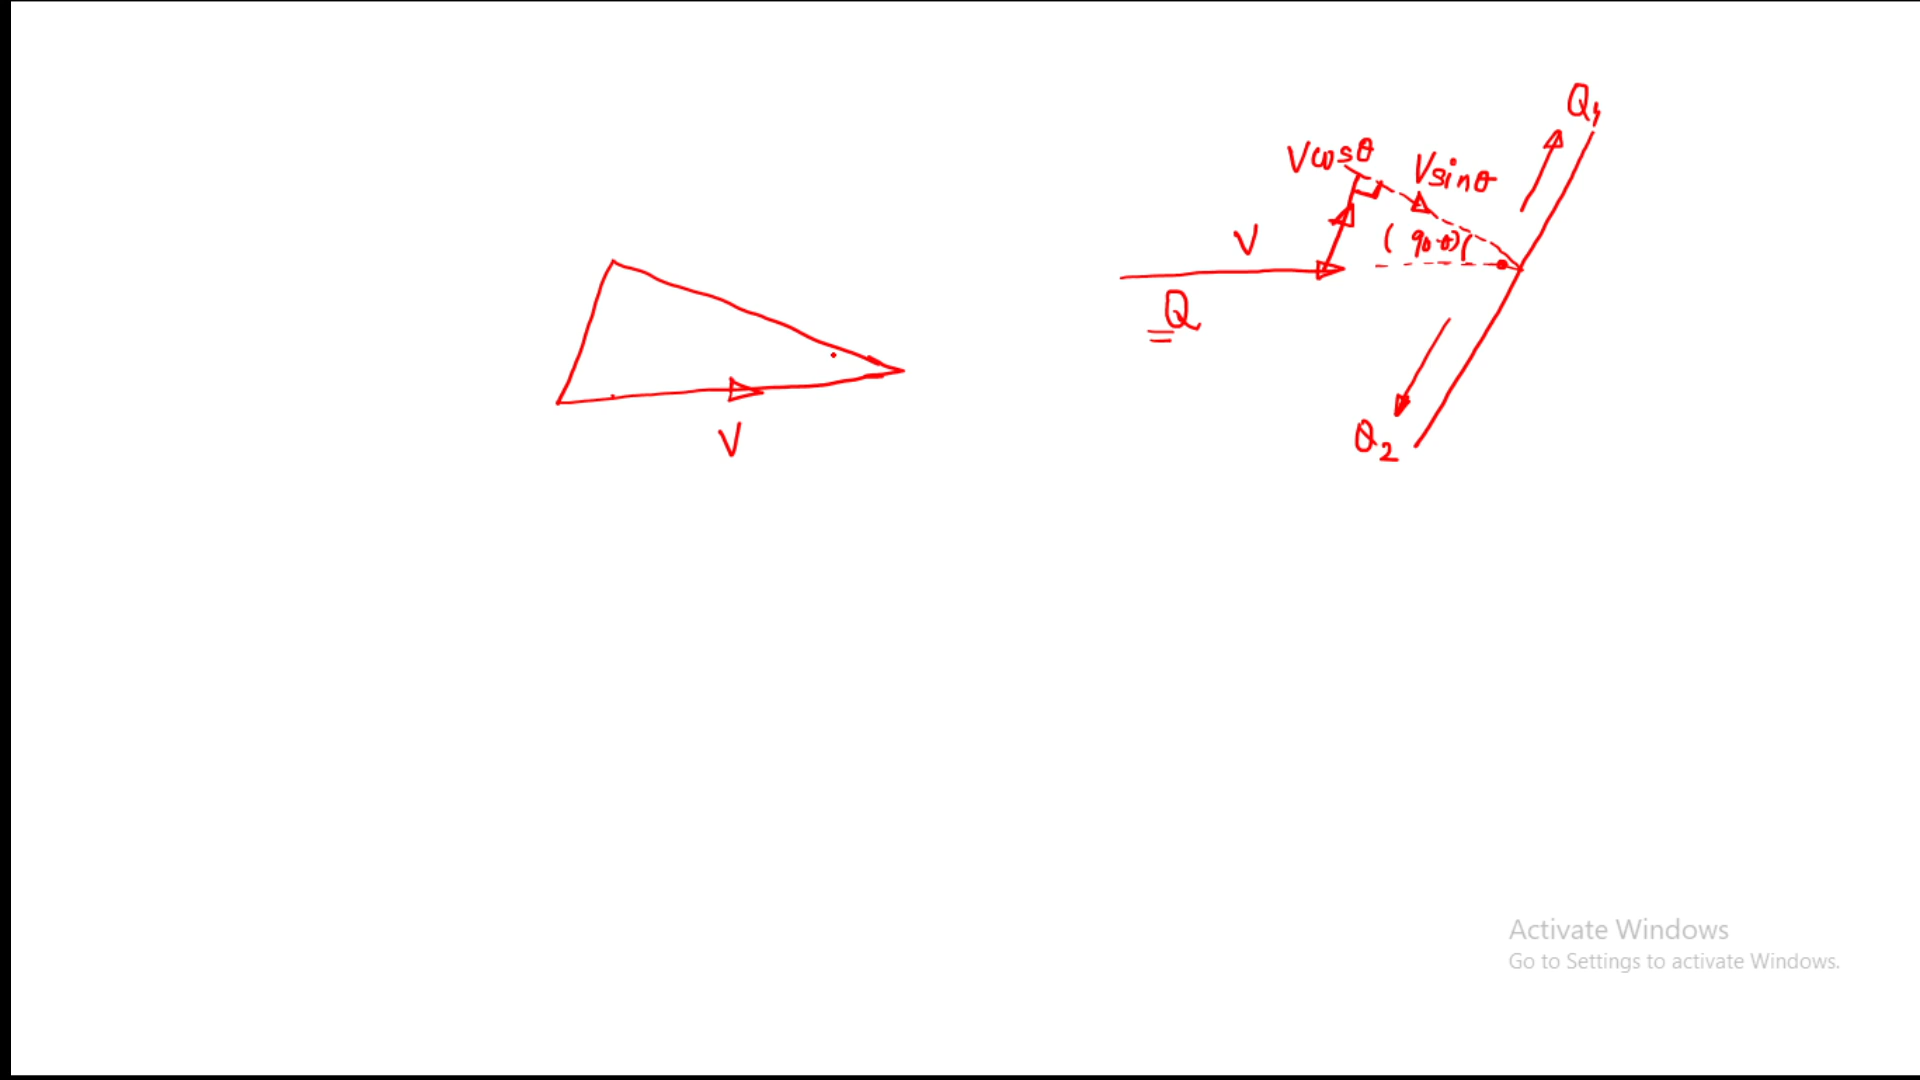 Q1
Vcosθ
Vsinθ
V
(90-θ)
Q
Q2
V
Activate Windows
Go to Settings to activate Windows.